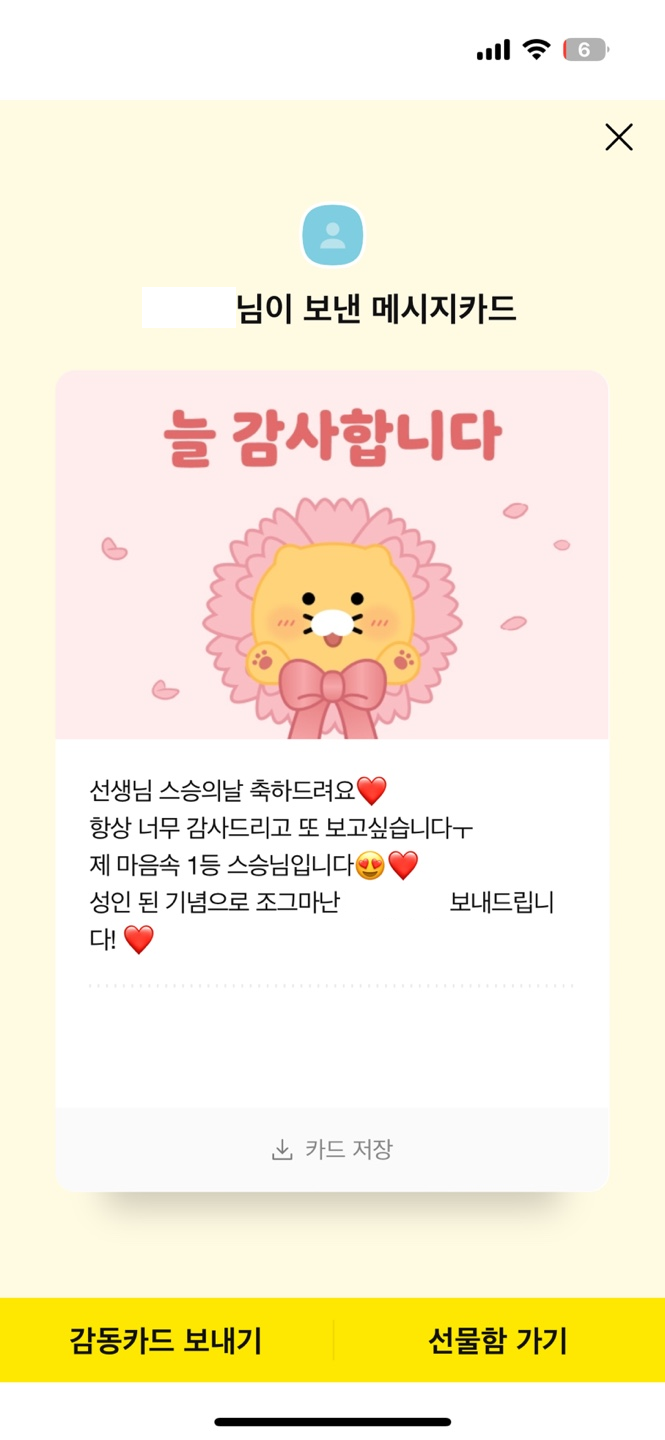 6
님이 보낸 메시지카드
늘 감사합니다
선생님 스승의날 축하드려요❤️
항상 너무 감사드리고 또 보고싶습니다ㅜ
제 마음속 1등 스승님입니다😍❤️
성인 된 기념으로 조그마난 보내드립니
다! ❤️
카드 저장
감동카드 보내기
선물함 가기